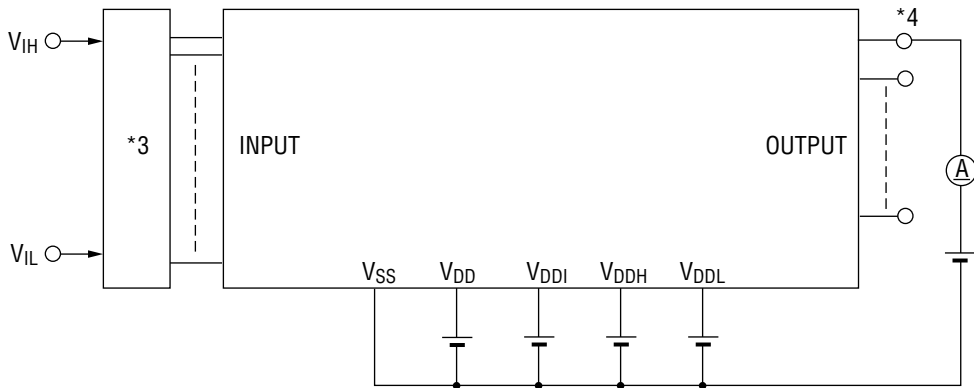 *4
V_IH
*3
INPUT
OUTPUT
A
V_IL
V_SS
V_DD
V_DDI
V_DDH
V_DDL